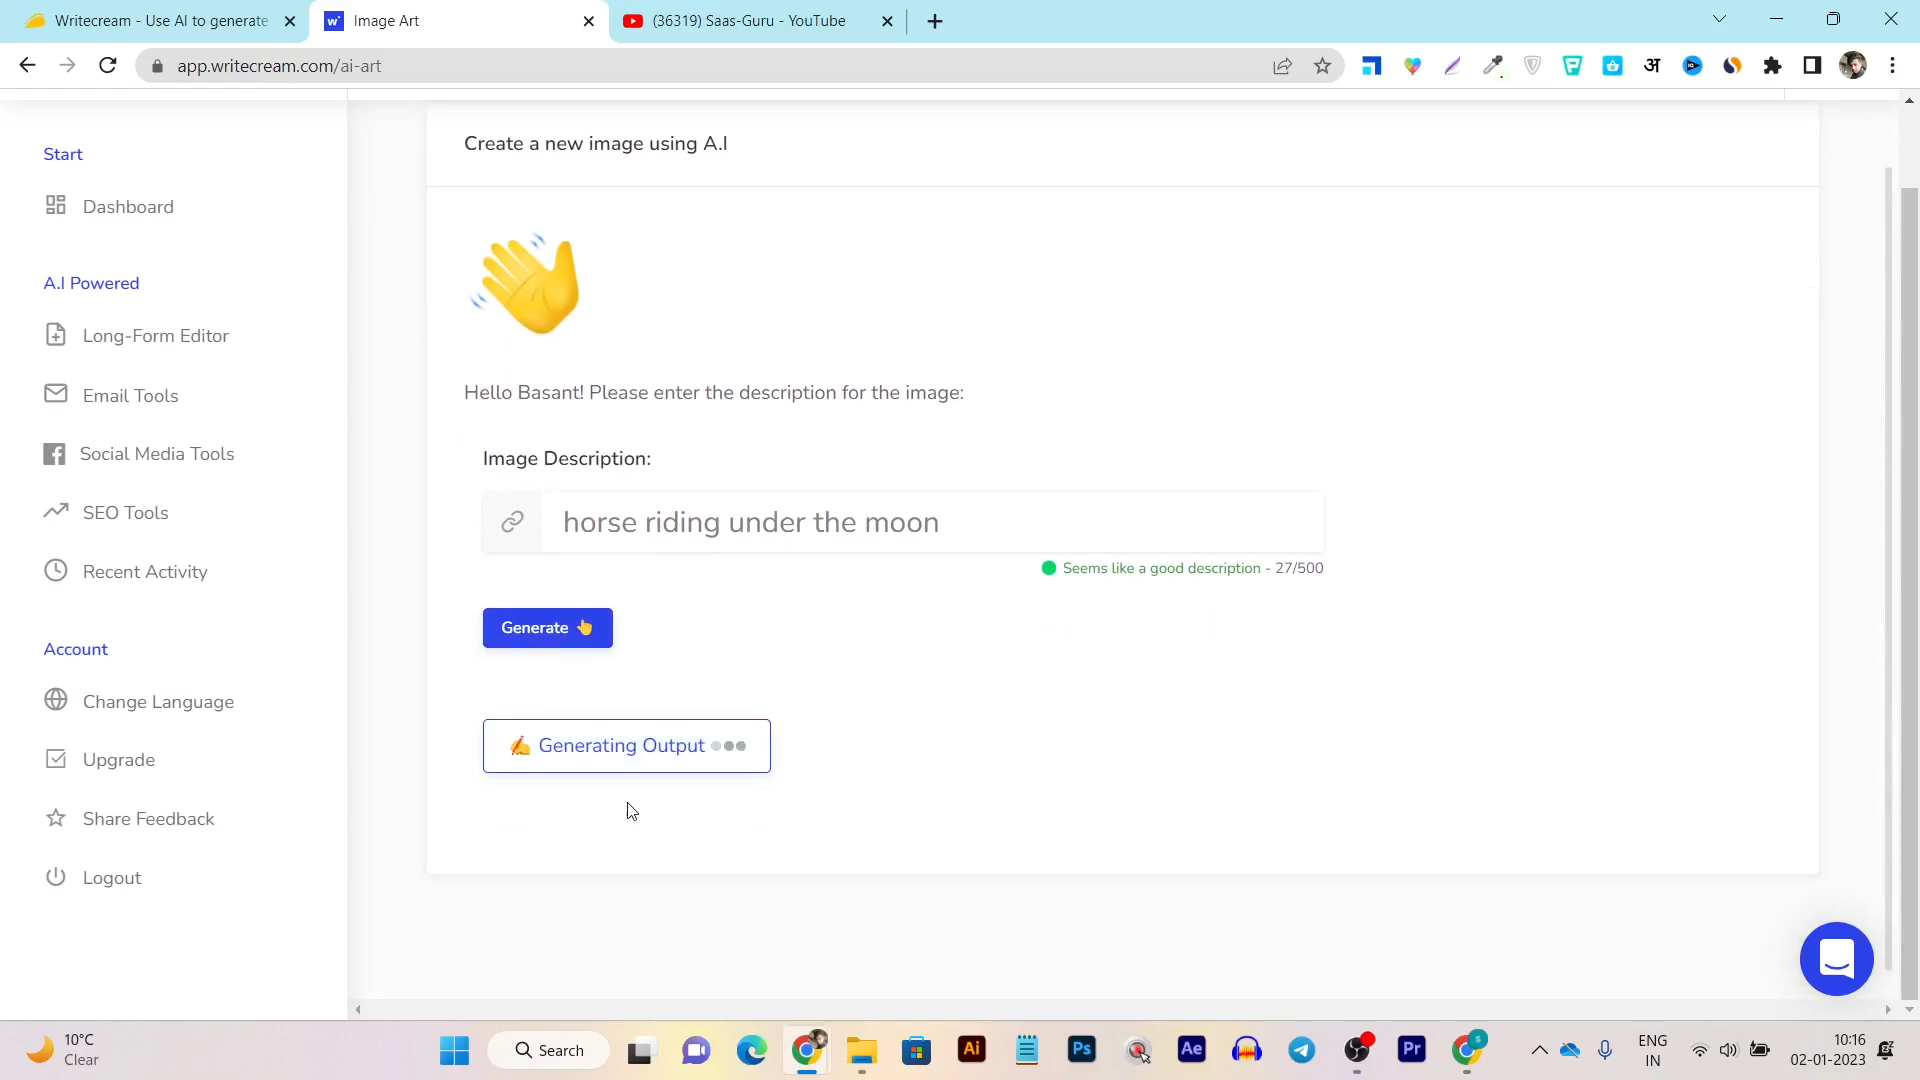 Writecream - Use AI to generate
Image Art
(36319) Saas-Guru - YouTube
app.writecream.com/ai-art
अ
Start
Dashboard
A.I Powered
Long-Form Editor
Email Tools
Social Media Tools
SEO Tools
Recent Activity
Account
Change Language
Upgrade
Share Feedback
Logout
Create a new image using A.I
Hello Basant! Please enter the description for the image:
Image Description:
horse riding under the moon
Seems like a good description - 27/500
Generate
Generating Output
10°C
Clear
Search
Ai
Ps
Ae
Pr
S
ENG
IN
10:16
02-01-2023